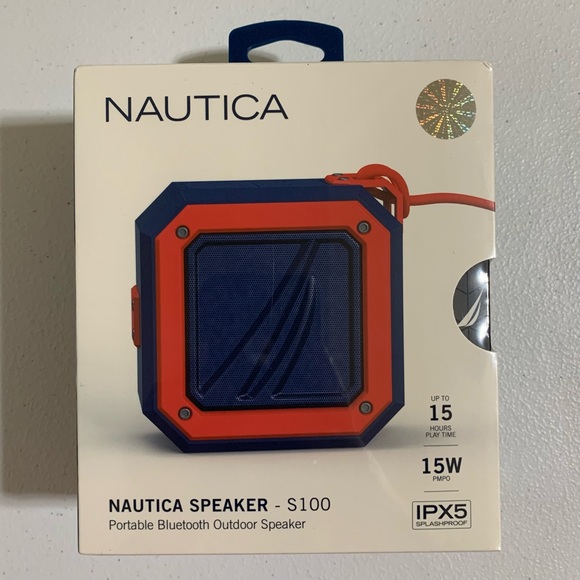 NAUTICA
UP TO
15
HOURS
PLAY TIME
15W
PMPO
NAUTICA SPEAKER - S100
Portable Bluetooth Outdoor Speaker
IPX5
SPLASHPROOF